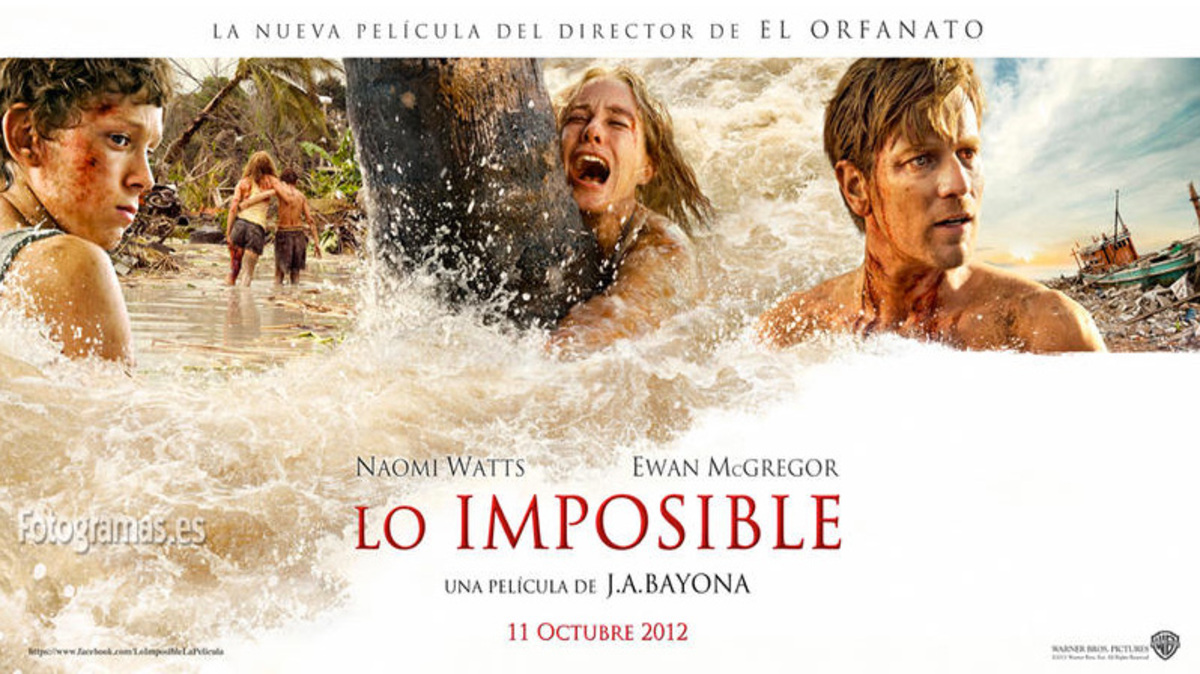 LA NUEVA PELÍCULA DEL DIRECTOR DE EL ORFANATO
NAOMI WATTS EWAN McGREGOR
LO IMPOSIBLE
Fotogramas.es
UNA PELÍCULA DE J.A.BAYONA
11 OCTUBRE 2012
https://www.facebook.com/LoImposibleLaPelicula
WARNER BROS. PICTURES